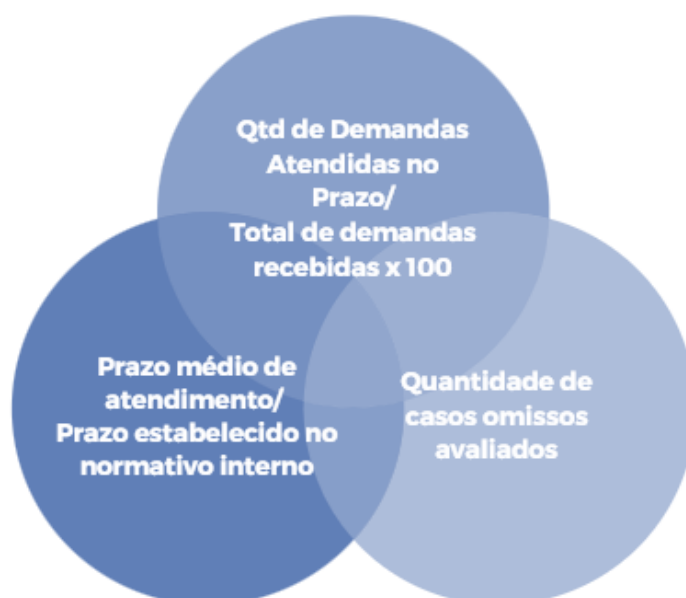 Qtd de Demandas
Atendidas no
Prazo/
Total de demandas
recebidas x 100
Prazo médio de
atendimento/
Prazo estabelecido no
normativo interno
Quantidade de
casos omissos
avaliados